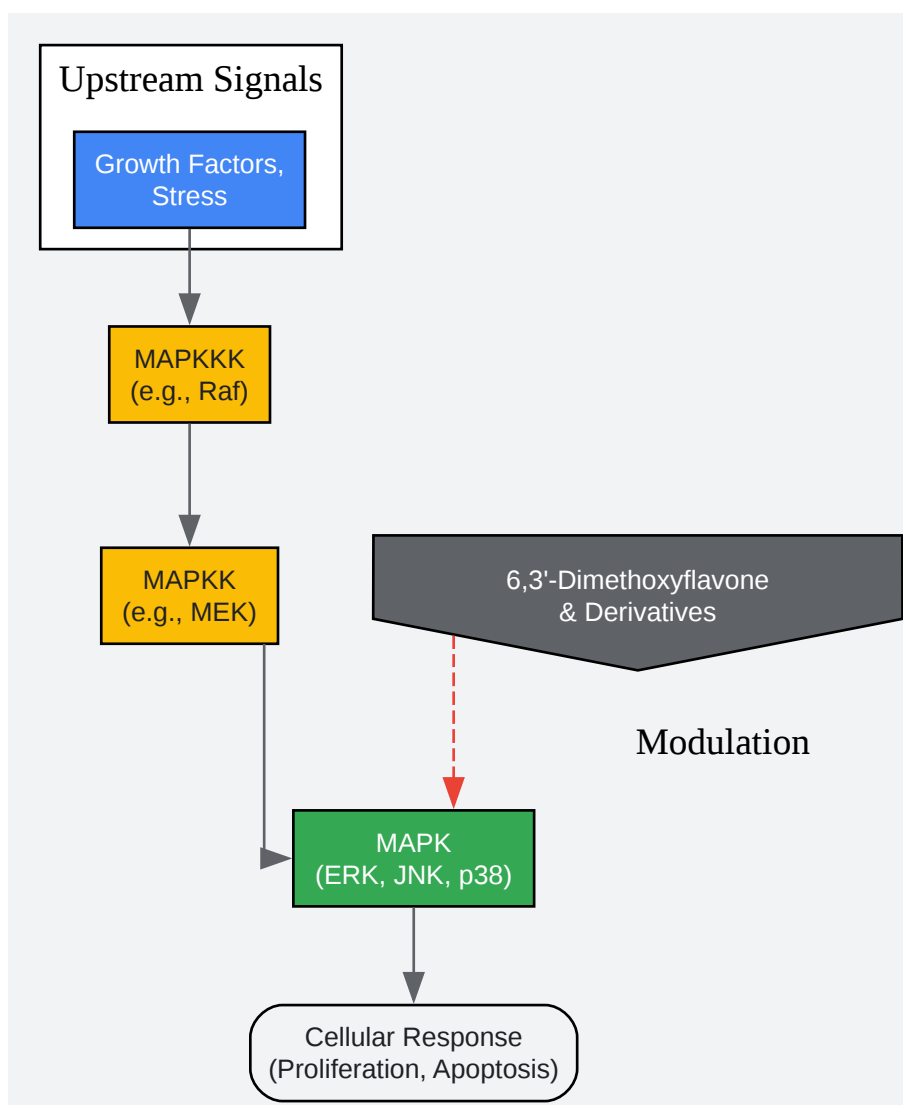 Upstream Signals
Growth Factors,
Stress
MAPKKK
(e.g., Raf)
MAPKK
(e.g., MEK)
6,3'-Dimethoxyflavone
& Derivatives
Modulation
MAPK
(ERK, JNK, p38)
Cellular Response
(Proliferation, Apoptosis)